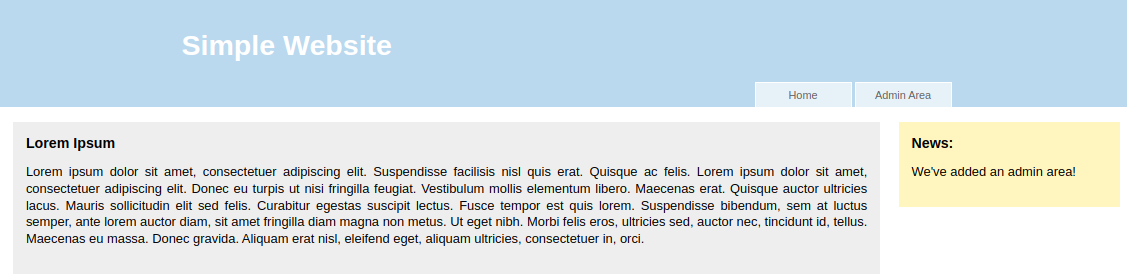 Simple Website
Home
Admin Area
Lorem Ipsum
Lorem ipsum dolor sit amet, consectetuer adipiscing elit. Suspendisse facilisis nisl quis erat. Quisque ac felis. Lorem ipsum dolor sit amet,
consectetuer adipiscing elit. Donec eu turpis ut nisi fringilla feugiat. Vestibulum mollis elementum libero. Maecenas erat. Quisque auctor ultricies
lacus. Mauris sollicitudin elit sed felis. Curabitur egestas suscipit lectus. Fusce tempor est quis lorem. Suspendisse bibendum, sem at luctus
semper, ante lorem auctor diam, sit amet fringilla diam magna non metus. Ut eget nibh. Morbi felis eros, ultricies sed, auctor nec, tincidunt id, tellus.
Maecenas eu massa. Donec gravida. Aliquam erat nisl, eleifend eget, aliquam ultricies, consectetuer in, orci.
News:
We've added an admin area!